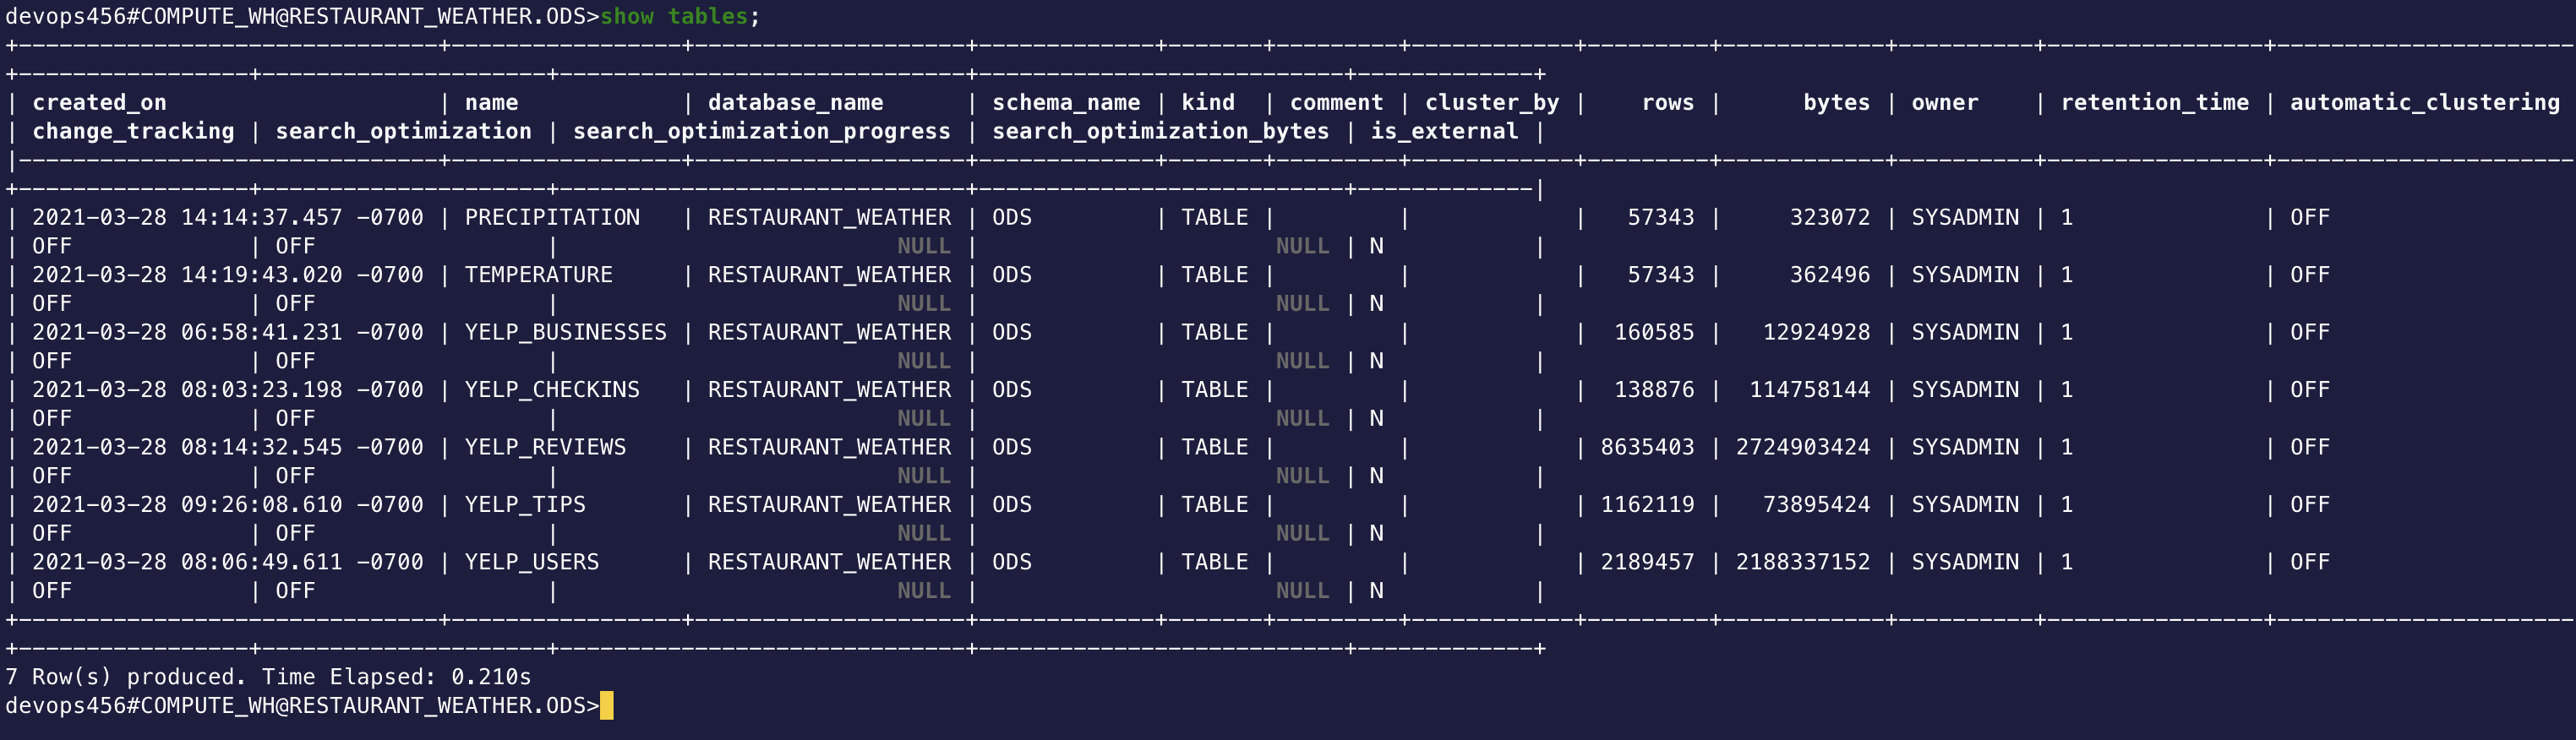 devops456#COMPUTE_WH@RESTAURANT_WEATHER.ODS>show tables;
+-------------------------------+-----------------+--------------------+-------------+-------+---------+------------+---------+------------+----------+----------------+----------------------
+-----------------+---------------------+------------------------------+---------------------------+-------------+
| created_on                    | name            | database_name      | schema_name | kind  | comment | cluster_by |    rows |      bytes | owner    | retention_time | automatic_clustering
| change_tracking | search_optimization | search_optimization_progress | search_optimization_bytes | is_external |
|-------------------------------+-----------------+--------------------+-------------+-------+---------+------------+---------+------------+----------+----------------+----------------------
+-----------------+---------------------+------------------------------+---------------------------+-------------|
| 2021-03-28 14:14:37.457 -0700 | PRECIPITATION   | RESTAURANT_WEATHER | ODS         | TABLE |         |            |   57343 |     323072 | SYSADMIN | 1              | OFF
| OFF             | OFF                 |                         NULL |                      NULL | N           |
| 2021-03-28 14:19:43.020 -0700 | TEMPERATURE     | RESTAURANT_WEATHER | ODS         | TABLE |         |            |   57343 |     362496 | SYSADMIN | 1              | OFF
| OFF             | OFF                 |                         NULL |                      NULL | N           |
| 2021-03-28 06:58:41.231 -0700 | YELP_BUSINESSES | RESTAURANT_WEATHER | ODS         | TABLE |         |            |  160585 |   12924928 | SYSADMIN | 1              | OFF
| OFF             | OFF                 |                         NULL |                      NULL | N           |
| 2021-03-28 08:03:23.198 -0700 | YELP_CHECKINS   | RESTAURANT_WEATHER | ODS         | TABLE |         |            |  138876 |  114758144 | SYSADMIN | 1              | OFF
| OFF             | OFF                 |                         NULL |                      NULL | N           |
| 2021-03-28 08:14:32.545 -0700 | YELP_REVIEWS    | RESTAURANT_WEATHER | ODS         | TABLE |         |            | 8635403 | 2724903424 | SYSADMIN | 1              | OFF
| OFF             | OFF                 |                         NULL |                      NULL | N           |
| 2021-03-28 09:26:08.610 -0700 | YELP_TIPS       | RESTAURANT_WEATHER | ODS         | TABLE |         |            | 1162119 |   73895424 | SYSADMIN | 1              | OFF
| OFF             | OFF                 |                         NULL |                      NULL | N           |
| 2021-03-28 08:06:49.611 -0700 | YELP_USERS      | RESTAURANT_WEATHER | ODS         | TABLE |         |            | 2189457 | 2188337152 | SYSADMIN | 1              | OFF
| OFF             | OFF                 |                         NULL |                      NULL | N           |
+-------------------------------+-----------------+--------------------+-------------+-------+---------+------------+---------+------------+----------+----------------+----------------------
+-----------------+---------------------+------------------------------+---------------------------+-------------+
7 Row(s) produced. Time Elapsed: 0.210s
devops456#COMPUTE_WH@RESTAURANT_WEATHER.ODS>